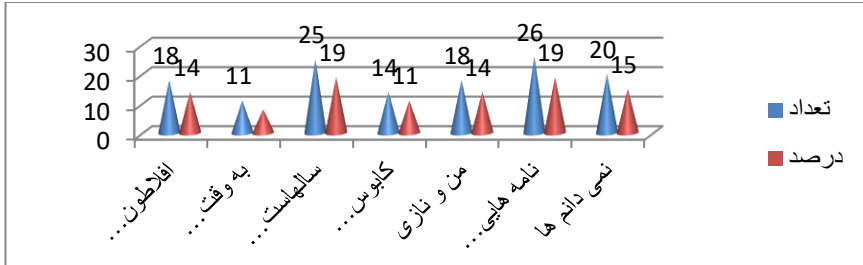 30
20
10
0
18
14
11
25
19
14
11
18
14
26
19
20
15
افلاطون...
به وقت...
سالهاست...
کابوس...
من و نازی
نامه هایی...
نمی دانم ها
تعداد
درصد